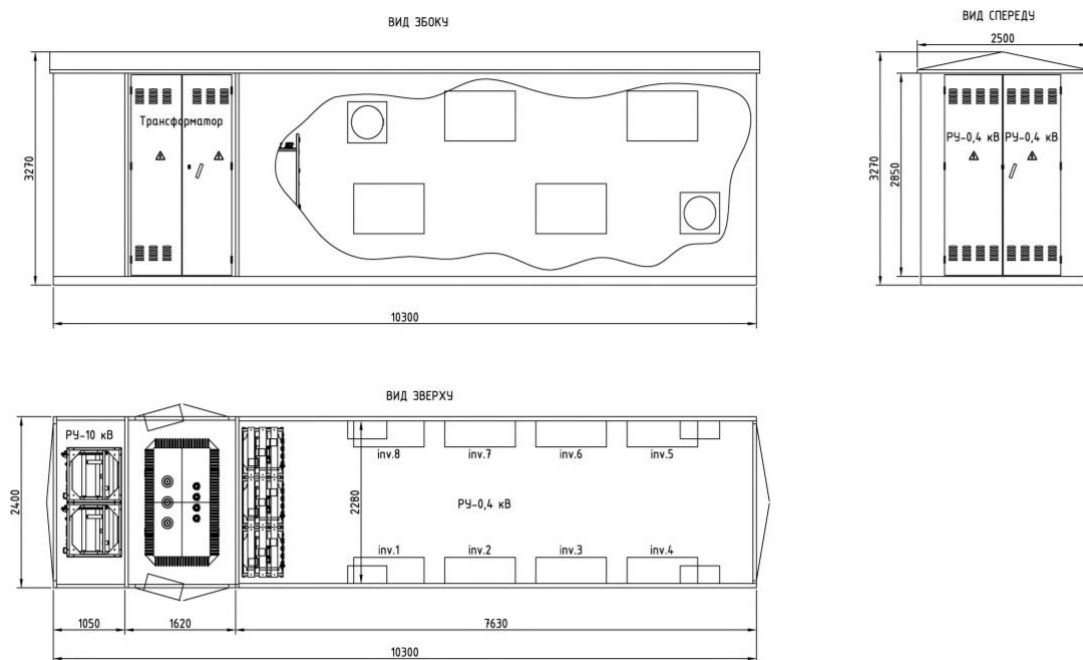 ВИД ЗБОКУ
ВИД СПЕРЕДУ
2500
Трансформатор
РУ-0,4 кВ
РУ-0,4 кВ
3270
3270
2850
10300
ВИД ЗВЕРХУ
РУ-10 кВ
inv.8
inv.7
inv.6
inv.5
2400
2280
РУ-0,4 кВ
inv.1
inv.2
inv.3
inv.4
1050
1620
7630
10300